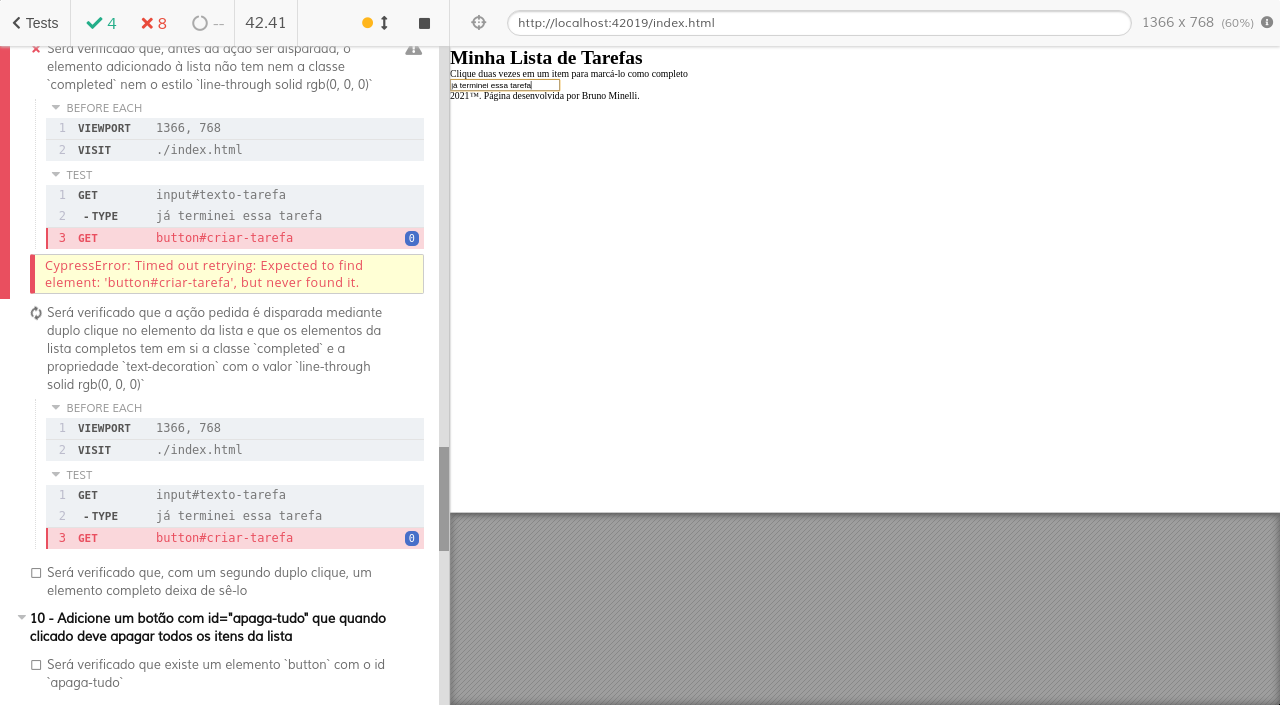 Tests 4 8 -- 42.41
http://localhost:42019/index.html 1366 x 768 (60%)
Será verificado que, antes da ação ser disparada, o
elemento adicionado à lista não tem nem a classe
`completed` nem o estilo `line-through solid rgb(0, 0, 0)`
BEFORE EACH
1 VIEWPORT 1366, 768
2 VISIT ./index.html
TEST
1 GET input#texto-tarefa
2 -TYPE já terminei essa tarefa
3 GET button#criar-tarefa 0
CypressError: Timed out retrying: Expected to find
element: 'button#criar-tarefa', but never found it.
Será verificado que a ação pedida é disparada mediante
duplo clique no elemento da lista e que os elementos da
lista completos tem em si a classe `completed` e a
propriedade `text-decoration` com o valor `line-through
solid rgb(0, 0, 0)`
BEFORE EACH
1 VIEWPORT 1366, 768
2 VISIT ./index.html
TEST
1 GET input#texto-tarefa
2 -TYPE já terminei essa tarefa
3 GET button#criar-tarefa 0
Será verificado que, com um segundo duplo clique, um
elemento completo deixa de sê-lo
10 - Adicione um botão com id="apaga-tudo" que quando
clicado deve apagar todos os itens da lista
Será verificado que existe um elemento `button` com o id
`apaga-tudo`
Minha Lista de Tarefas
Clique duas vezes em um item para marcá-lo como completo
já terminei essa tarefa
2021™. Página desenvolvida por Bruno Minelli.